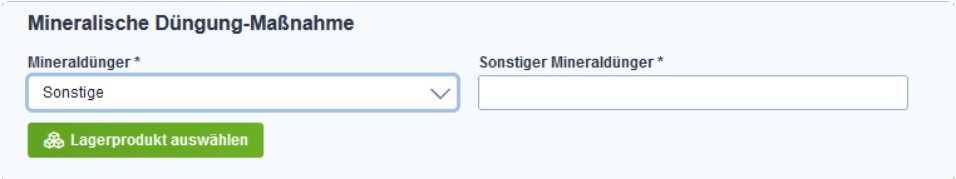 Mineralische Düngung-Maßnahme
Mineraldünger *
Sonstiger Mineraldünger *
Sonstige
Lagerprodukt auswählen